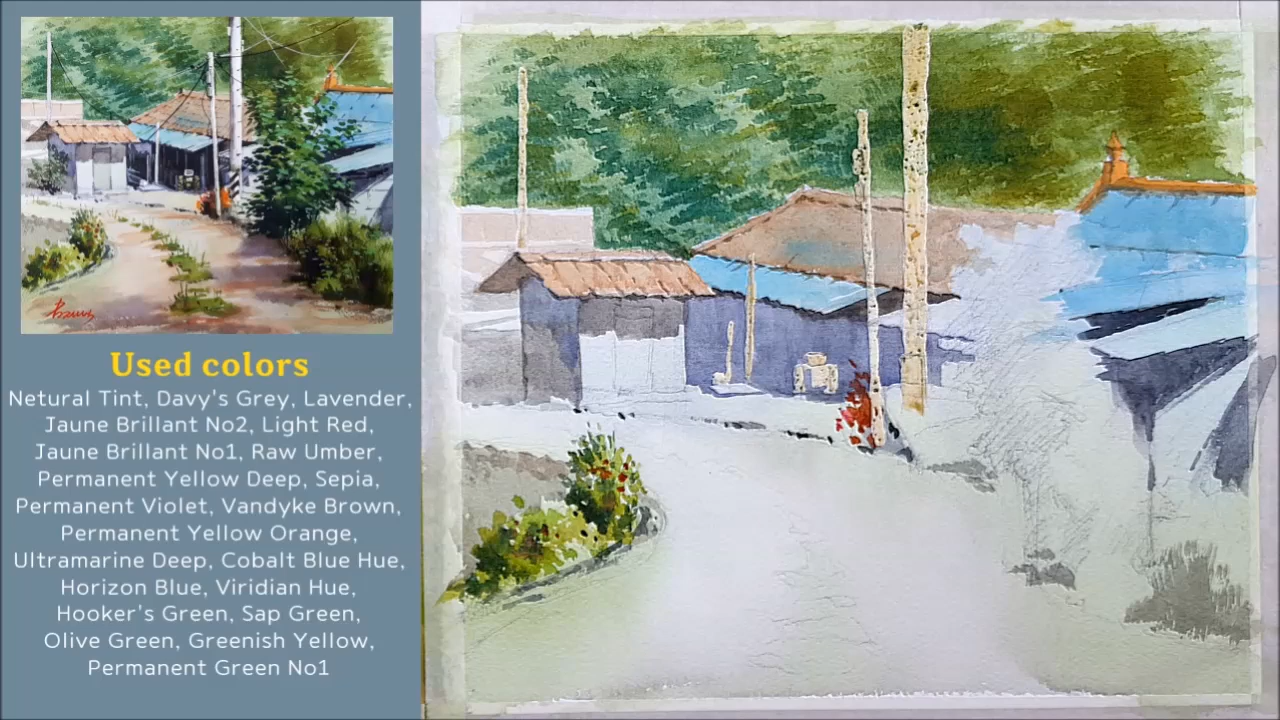 Used colors
Netural Tint, Davy's Grey, Lavender,
Jaune Brillant No2, Light Red,
Jaune Brillant No1, Raw Umber,
Permanent Yellow Deep, Sepia,
Permanent Violet, Vandyke Brown,
Permanent Yellow Orange,
Ultramarine Deep, Cobalt Blue Hue,
Horizon Blue, Viridian Hue,
Hooker's Green, Sap Green,
Olive Green, Greenish Yellow,
Permanent Green No1